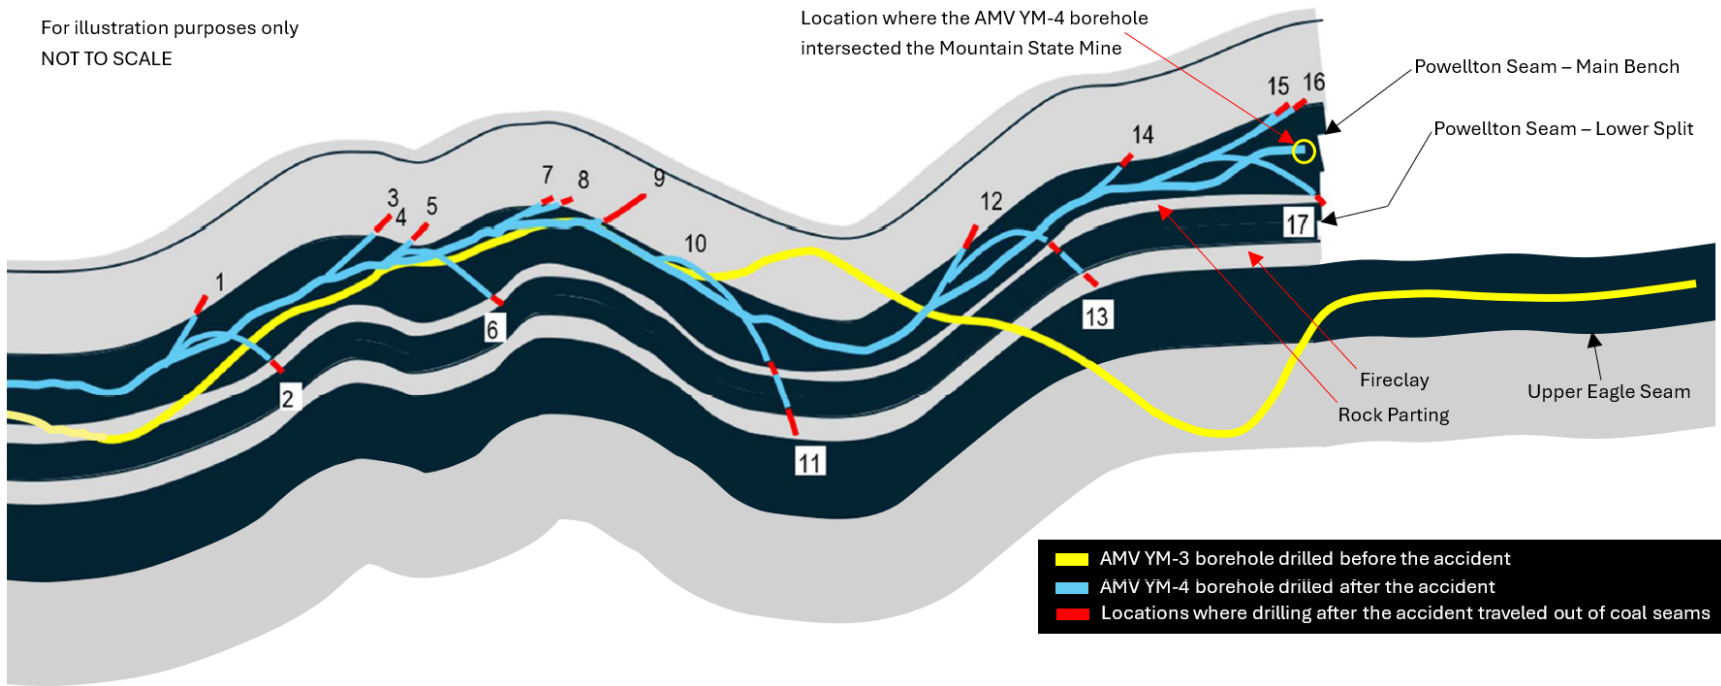 For illustration purposes only
NOT TO SCALE
Location where the AMV YM-4 borehole
intersected the Mountain State Mine
Powellton Seam – Main Bench
Powellton Seam – Lower Split
1
2
3
4
5
6
7
8
9
10
11
12
13
14
15
16
17
Fireclay
Rock Parting
Upper Eagle Seam
AMV YM-3 borehole drilled before the accident
AMV YM-4 borehole drilled after the accident
Locations where drilling after the accident traveled out of coal seams